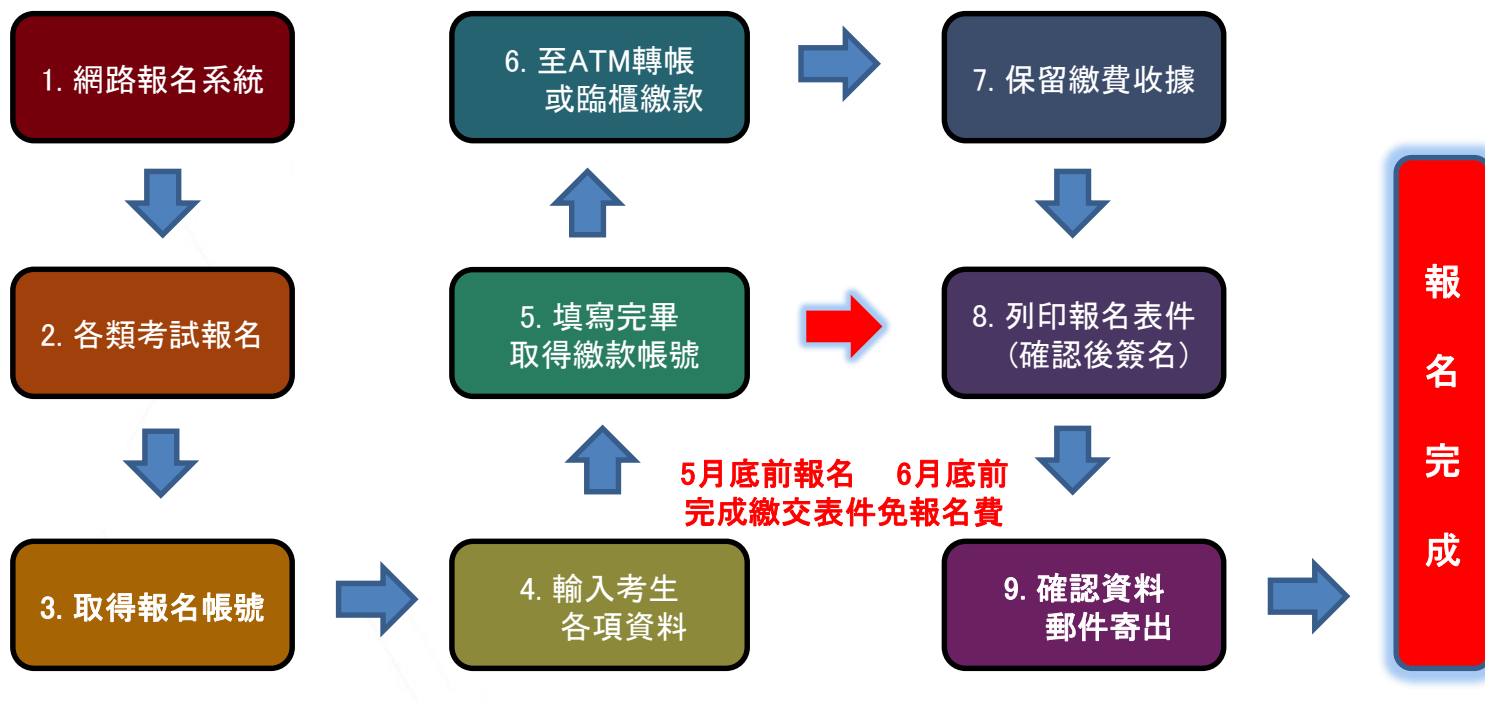 1. 網路報名系統
2. 各類考試報名
3. 取得報名帳號
4. 輸入考生
各項資料
5. 填寫完畢
取得繳款帳號
6. 至ATM轉帳
或臨櫃繳款
7. 保留繳費收據
8. 列印報名表件
(確認後簽名)
5月底前報名 6月底前
完成繳交表件免報名費
9. 確認資料
郵件寄出
報
名
完
成